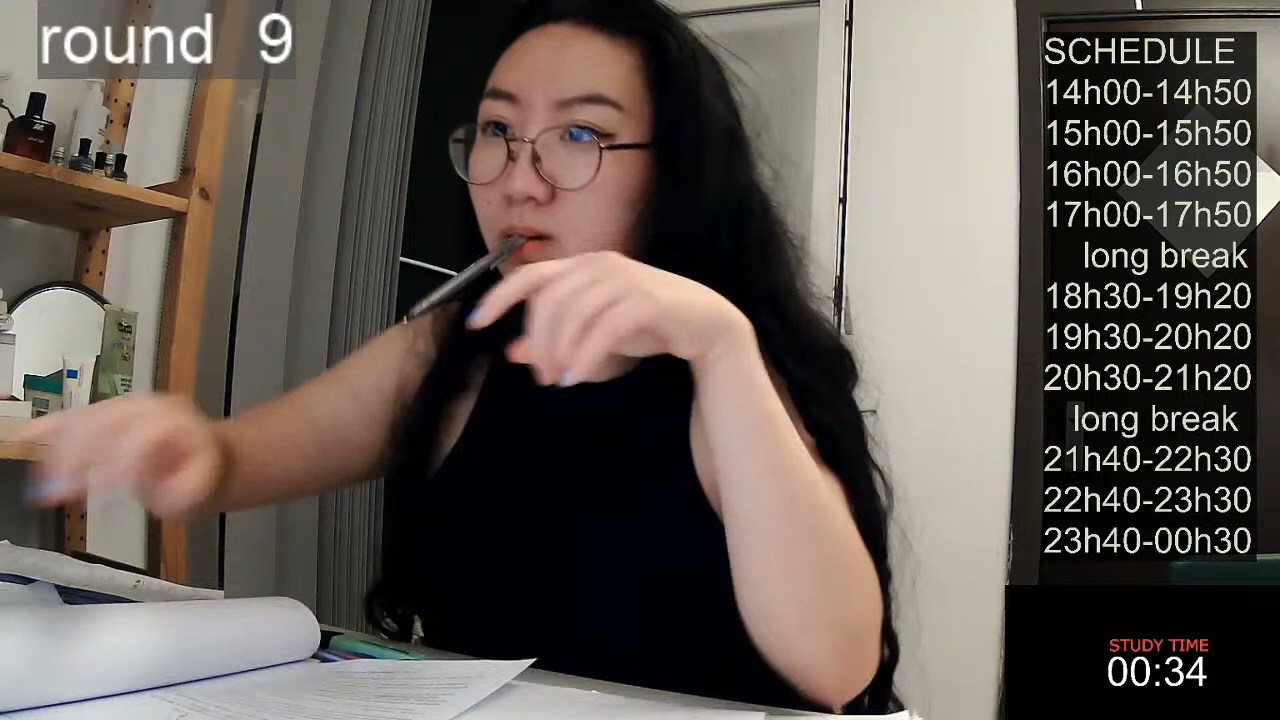 round 9
SCHEDULE
14h00-14h50
15h00-15h50
16h00-16h50
17h00-17h50
long break
18h30-19h20
19h30-20h20
20h30-21h20
long break
21h40-22h30
22h40-23h30
23h40-00h30
STUDY TIME
00:34